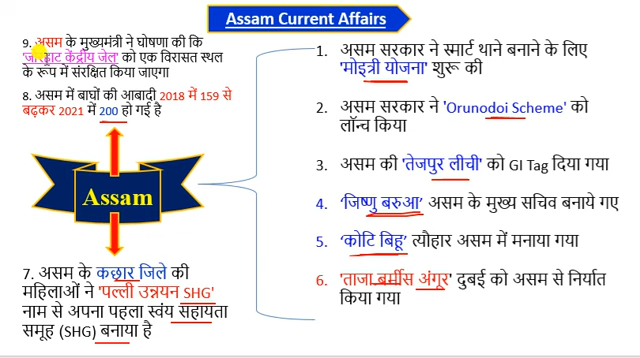 Assam Current Affairs
9. असम के मुख्यमंत्री ने घोषणा की कि
'जोरहाट केंद्रीय जेल' को एक विरासत स्थल
के रूप में संरक्षित किया जाएगा
8. असम में बाघों की आबादी 2018 में 159 से
बढ़कर 2021 में 200 हो गई है
Assam
7. असम के कछार जिले की
महिलाओं ने 'पल्ली उन्नयन SHG'
नाम से अपना पहला स्वंय सहायता
समूह (SHG) बनाया है
1. असम सरकार ने स्मार्ट थाने बनाने के लिए
'मोइत्री योजना' शुरू की
2. असम सरकार ने 'Orunodoi Scheme' को
लॉन्च किया
3. असम की 'तेजपुर लीची' को GI Tag दिया गया
4. 'जिष्णु बरुआ' असम के मुख्य सचिव बनाये गए
5. 'कोटि बिहू' त्यौहार असम में मनाया गया
6. 'ताजा बर्मीस अंगूर' दुबई को असम से निर्यात
किया गया